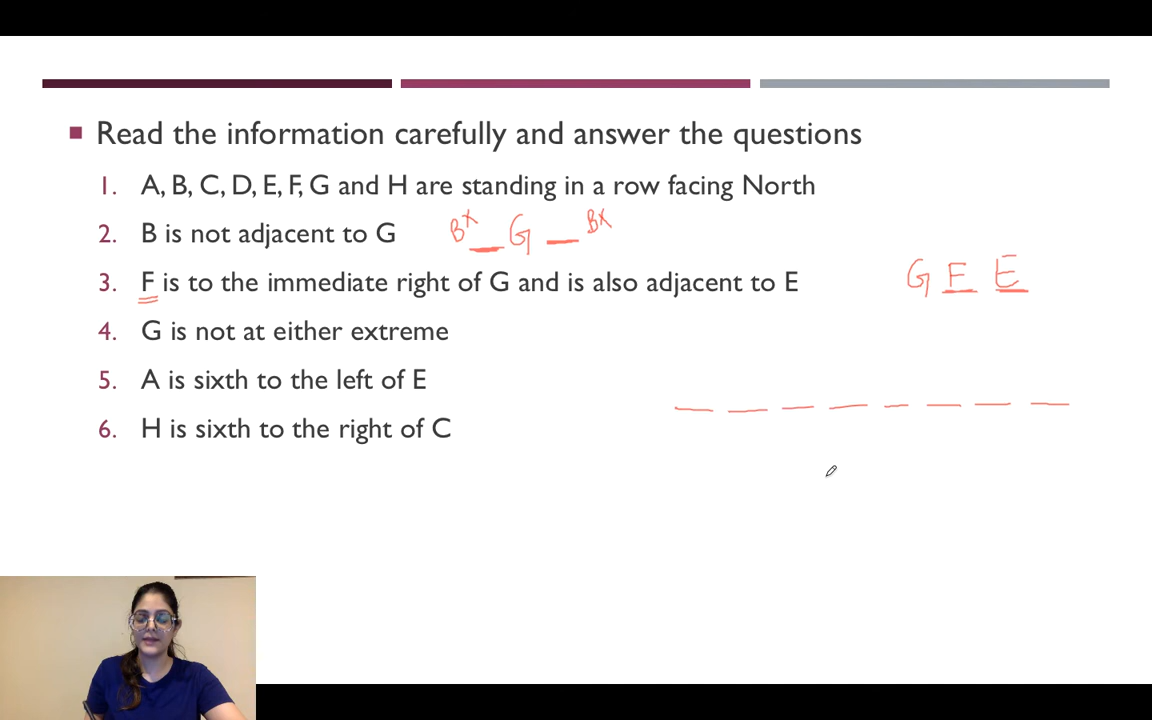 Read the information carefully and answer the questions
1. A, B, C, D, E, F, G and H are standing in a row facing North
2. B is not adjacent to G B× _ G _ B×
3. F is to the immediate right of G and is also adjacent to E G F E
4. G is not at either extreme
5. A is sixth to the left of E
6. H is sixth to the right of C